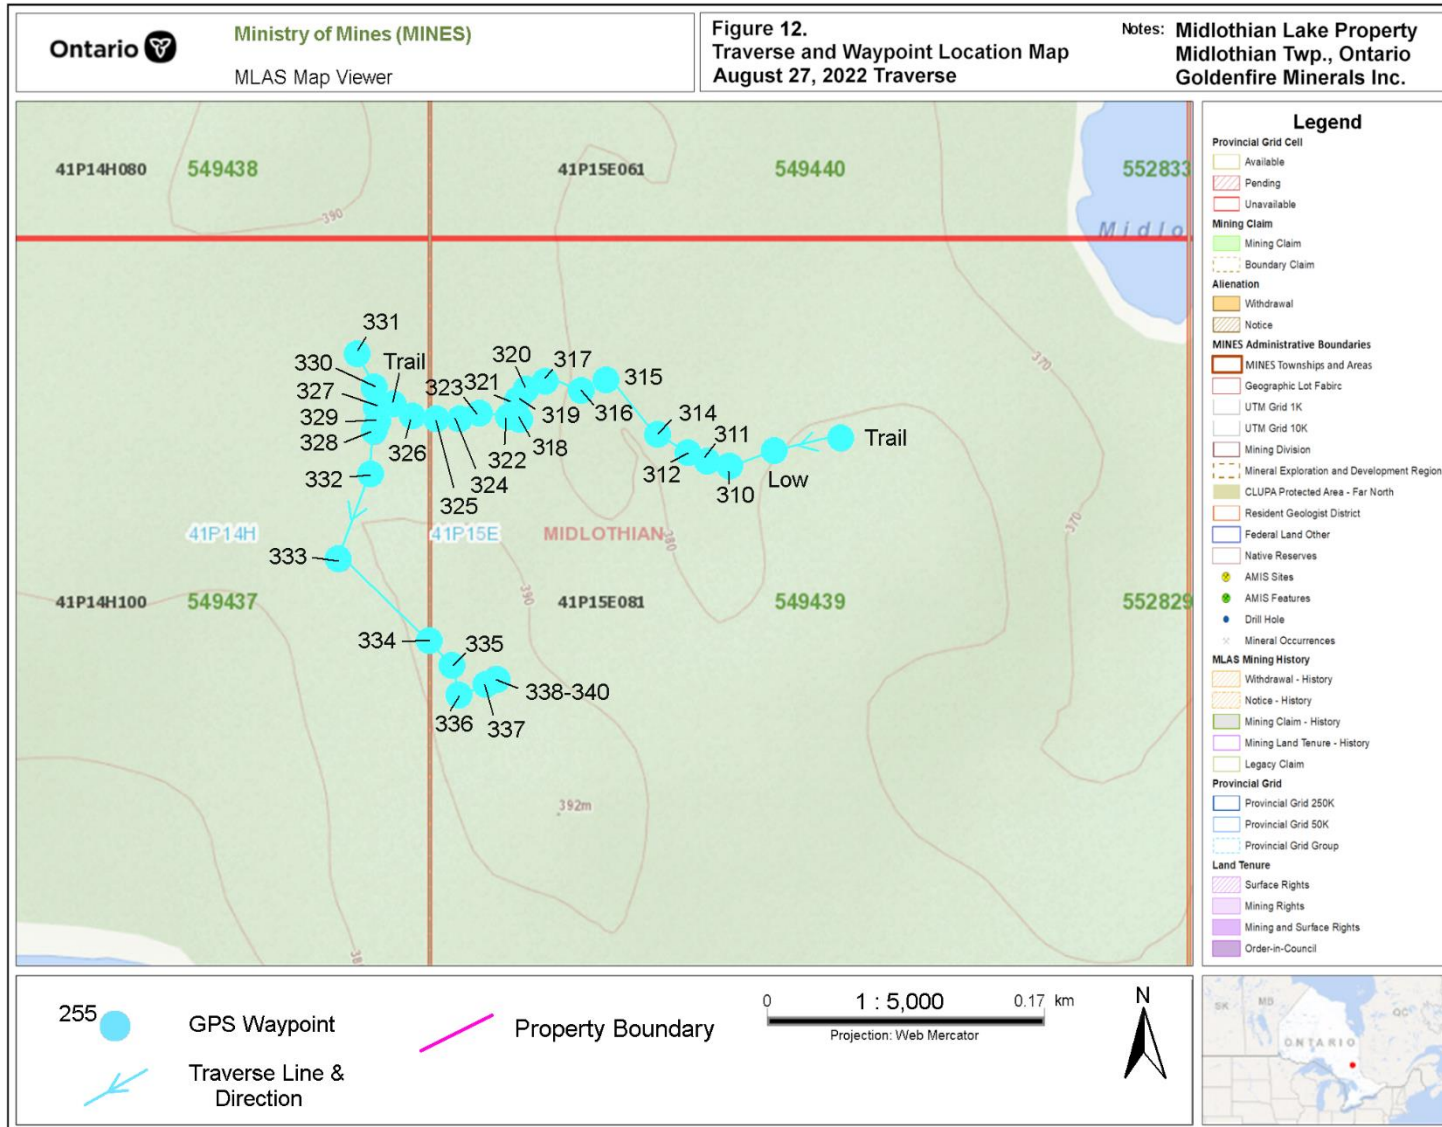 Ontario
Ministry of Mines (MINES)
MLAS Map Viewer
Figure 12.
Traverse and Waypoint Location Map
August 27, 2022 Traverse
Notes: Midlothian Lake Property
Midlothian Twp., Ontario
Goldenfire Minerals Inc.
41P14H080 549438 41P15E061 549440 552833
390
Midlo
331
330 Trail
327
329
328
326
332
325
324
323
322
321
320
319
318
317
316
315
314
312
311
310
Low
Trail
370
370
380
41P14H 41P15E MIDLOTHIAN
333
390
41P14H100 549437 41P15E081 549439 552829
334
335
336
337
338-340
392m
38
Legend
Provincial Grid Cell
Available
Pending
Unavailable
Mining Claim
Mining Claim
Boundary Claim
Alienation
Withdrawal
Notice
MINES Administrative Boundaries
MINES Townships and Areas
Geographic Lot Fabirc
UTM Grid 1K
UTM Grid 10K
Mining Division
Mineral Exploration and Development Region
CLUPA Protected Area - Far North
Resident Geologist District
Federal Land Other
Native Reserves
AMIS Sites
AMIS Features
Drill Hole
Mineral Occurrences
MLAS Mining History
Withdrawal - History
Notice - History
Mining Claim - History
Mining Land Tenure - History
Legacy Claim
Provincial Grid
Provincial Grid 250K
Provincial Grid 50K
Provincial Grid Group
Land Tenure
Surface Rights
Mining Rights
Mining and Surface Rights
Order-in-Council
255
GPS Waypoint
Traverse Line &
Direction
Property Boundary
0 1 : 5,000 0.17 km
Projection: Web Mercator
N
SK
MB
ONTARIO
QC